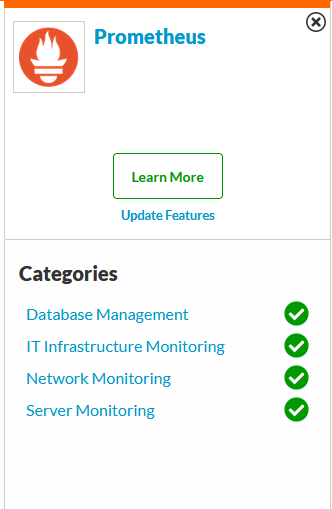 Prometheus
Learn More
Update Features
Categories
Database Management
IT Infrastructure Monitoring
Network Monitoring
Server Monitoring